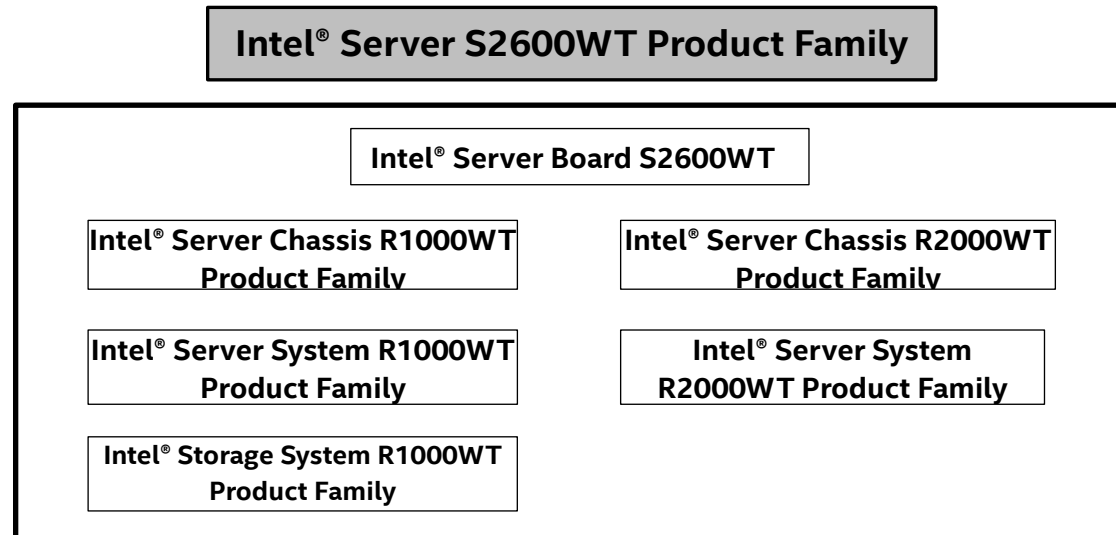 Intel® Server S2600WT Product Family
Intel® Server Board S2600WT
Intel® Server Chassis R1000WT
Product Family
Intel® Server Chassis R2000WT
Product Family
Intel® Server System R1000WT
Product Family
Intel® Server System
R2000WT Product Family
Intel® Storage System R1000WT
Product Family